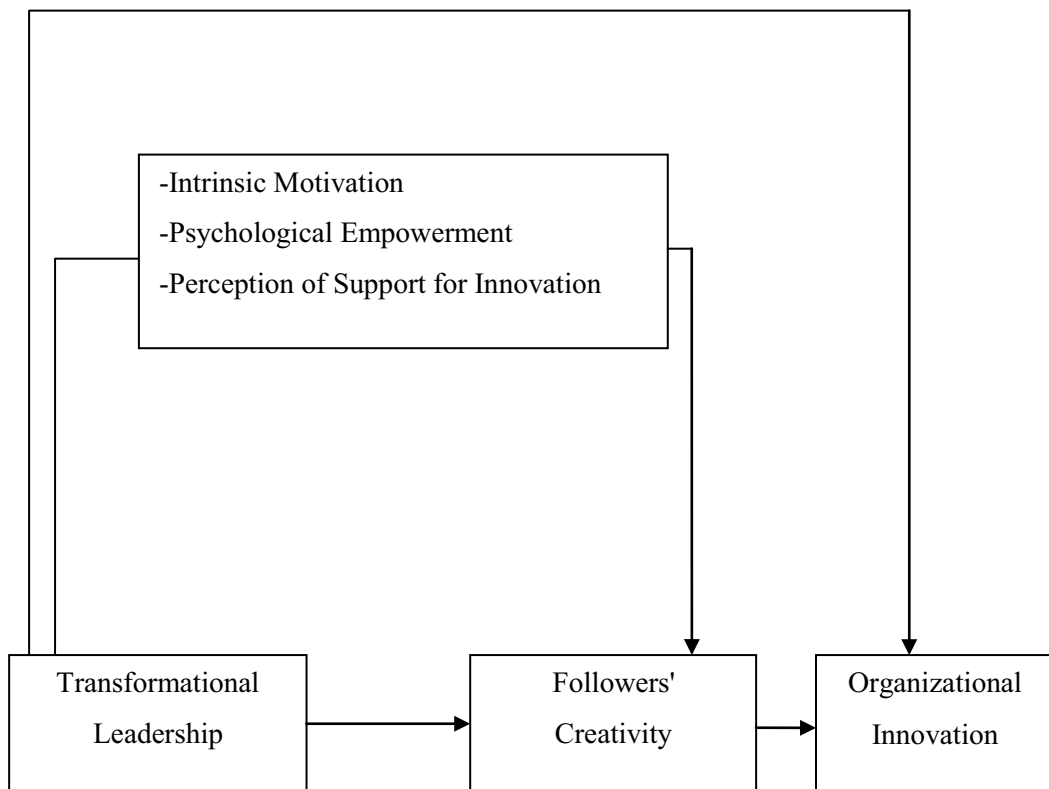 -Intrinsic Motivation
-Psychological Empowerment
-Perception of Support for Innovation
Transformational
Leadership
Followers'
Creativity
Organizational
Innovation